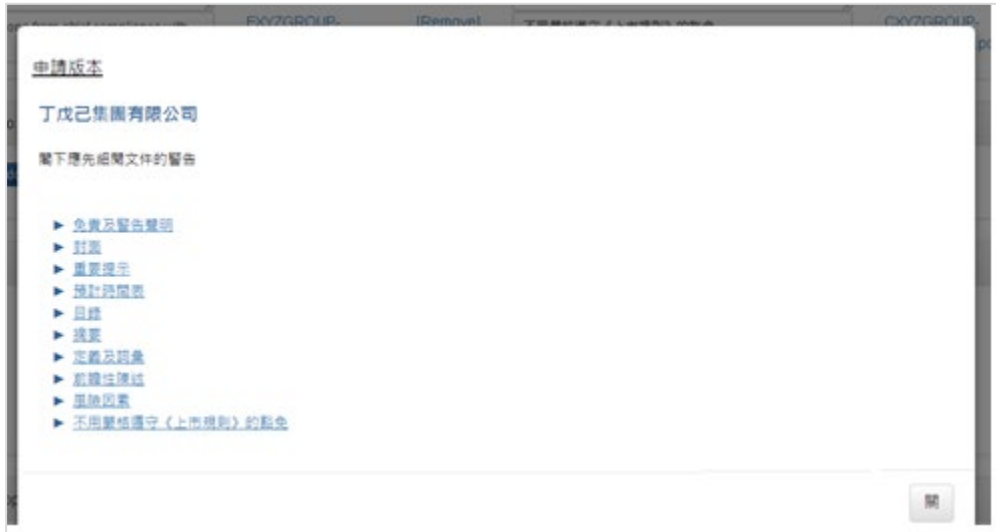 EXYZGROUP-
[Remove]
CXYZGROUP-
申請版本
丁戊己集團有限公司
閣下應先細閱文件的警告
► 免責及警告聲明
► 封面
► 重要提示
► 預計時間表
► 目錄
► 摘要
► 定義及詞彙
► 前瞻性陳述
► 風險因素
► 不用嚴格遵守《上市規則》的豁免
關